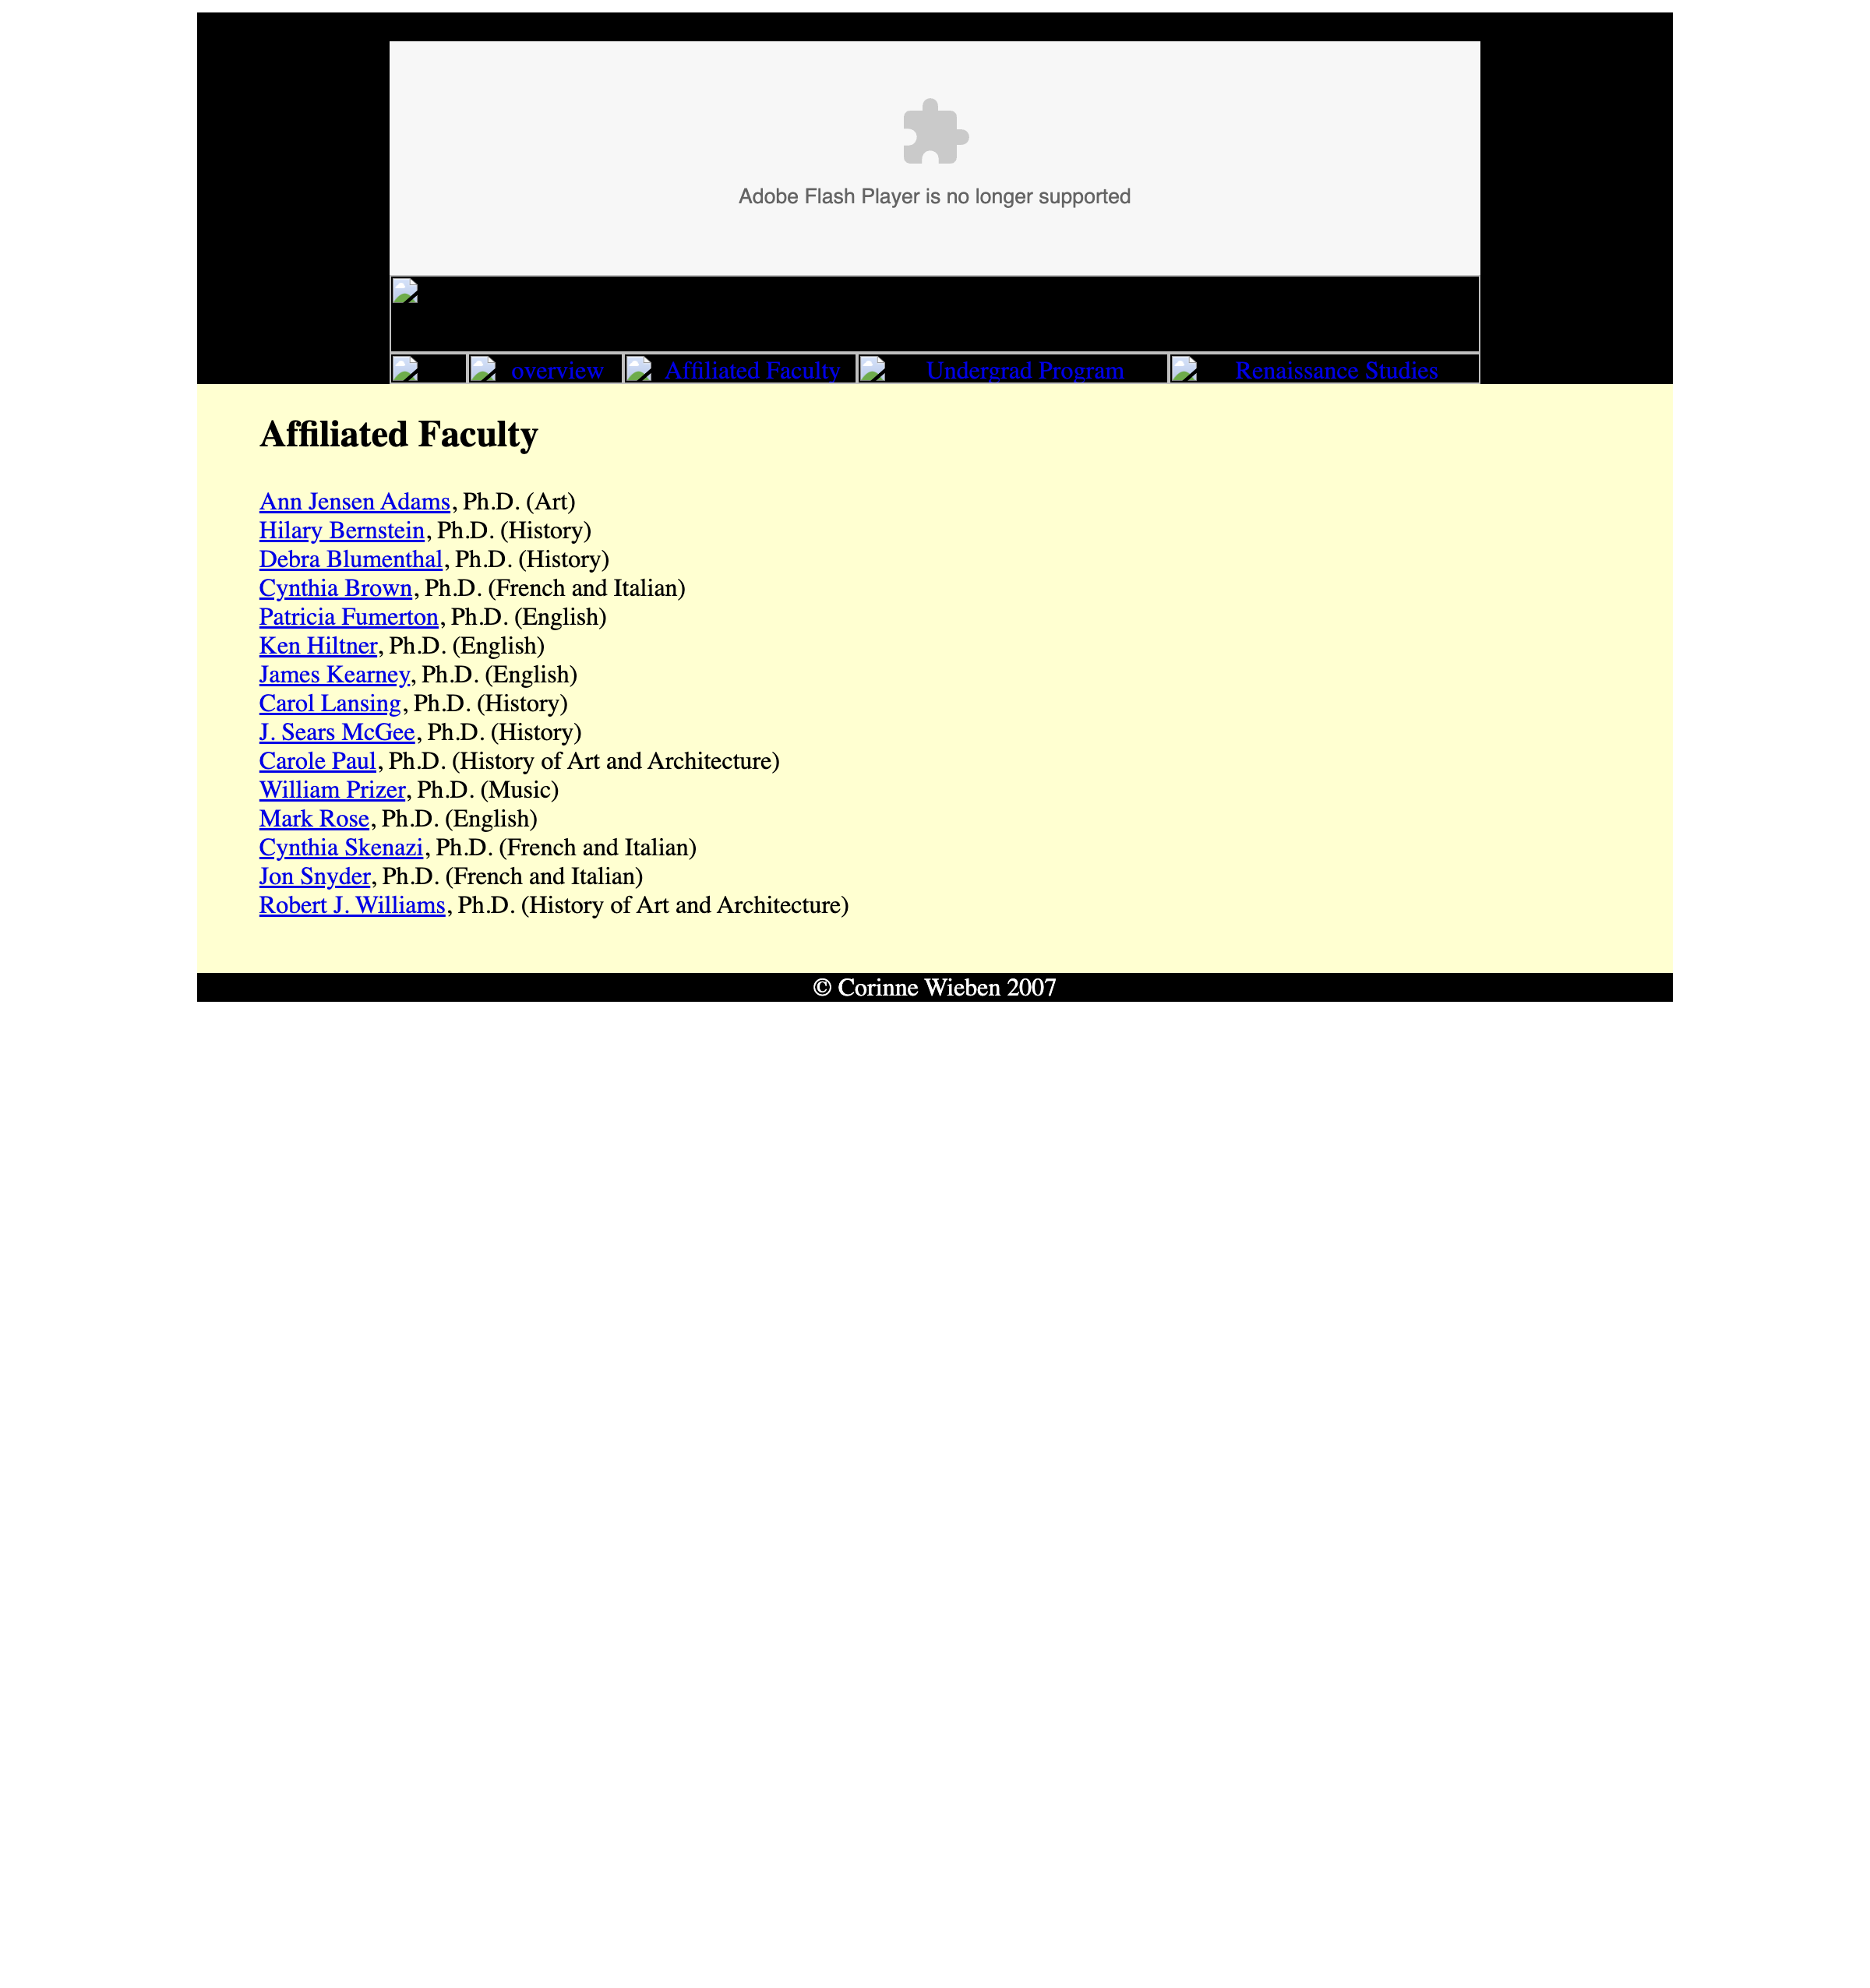 Adobe Flash Player is no longer supported
overview Affiliated Faculty Undergrad Program Renaissance Studies
Affiliated Faculty
Ann Jensen Adams, Ph.D. (Art)
Hilary Bernstein, Ph.D. (History)
Debra Blumenthal, Ph.D. (History)
Cynthia Brown, Ph.D. (French and Italian)
Patricia Fumerton, Ph.D. (English)
Ken Hiltner, Ph.D. (English)
James Kearney, Ph.D. (English)
Carol Lansing, Ph.D. (History)
J. Sears McGee, Ph.D. (History)
Carole Paul, Ph.D. (History of Art and Architecture)
William Prizer, Ph.D. (Music)
Mark Rose, Ph.D. (English)
Cynthia Skenazi, Ph.D. (French and Italian)
Jon Snyder, Ph.D. (French and Italian)
Robert J. Williams, Ph.D. (History of Art and Architecture)
© Corinne Wieben 2007